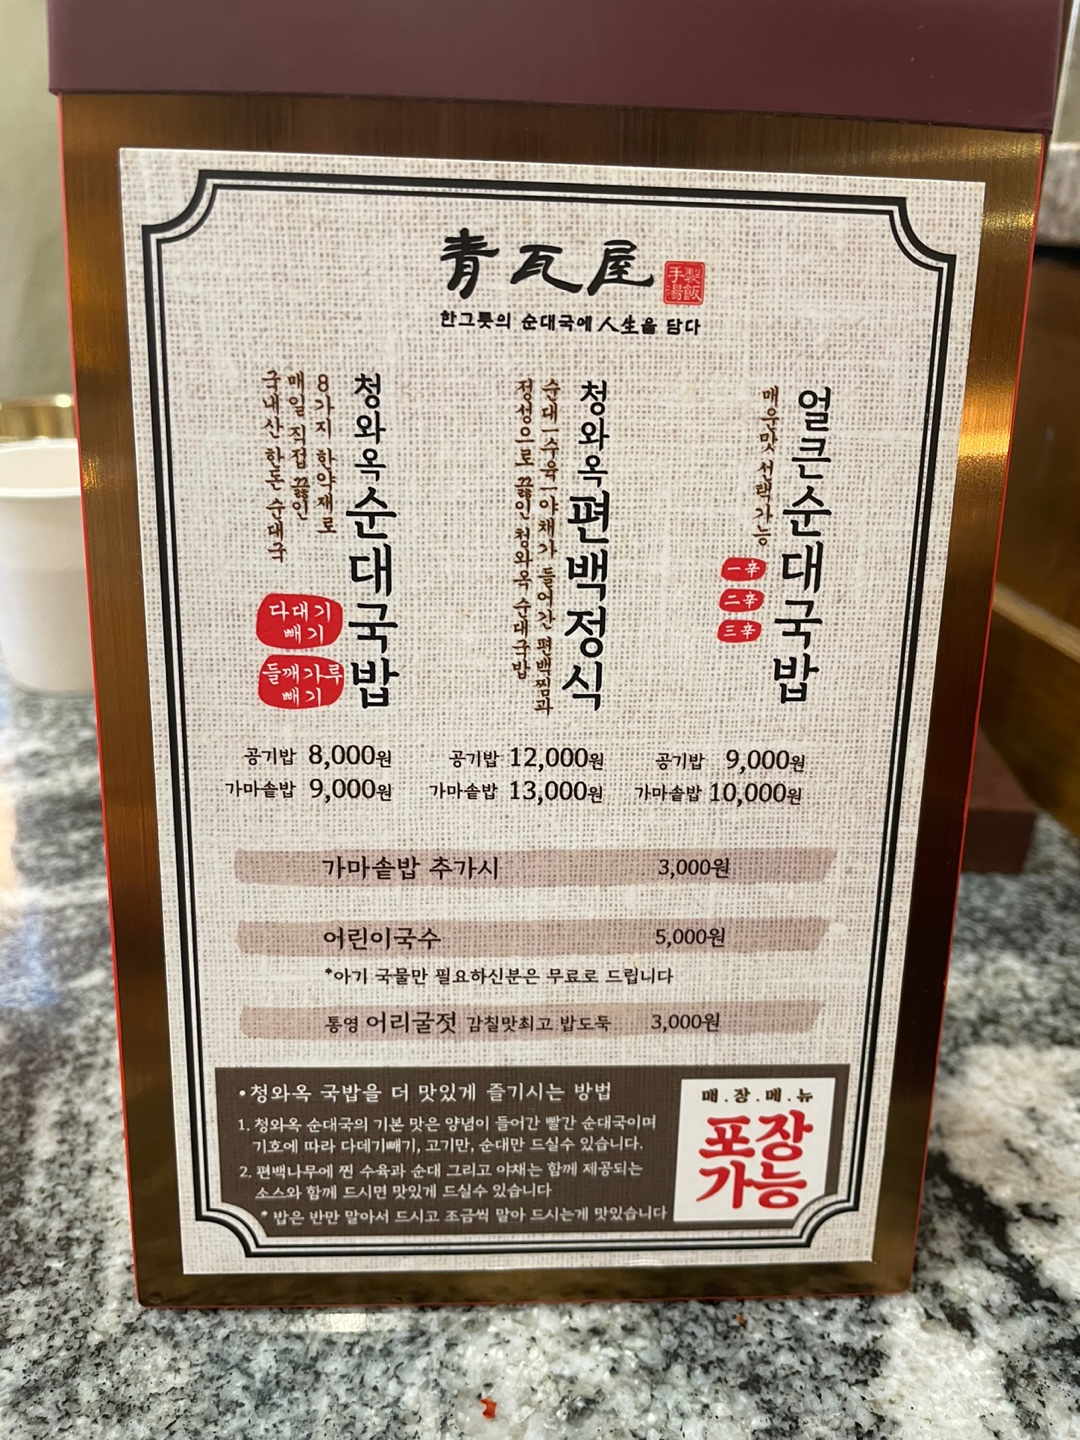 青瓦屋
手製
湯飯
한그릇의 순대국에 人生을 담다
청와옥순대국밥
8가지 한약재로
매일 직접 끓인
국내산 한돈 순대국
다대기
빼기
들깨가루
빼기
청와옥편백정식
순대ㅡ수육ㅡ야채가 들어간 편백찜과
정성으로 끓인 청와옥 순대국밥
얼큰순대국밥
매운맛 선택가능
一辛
二辛
三辛
공기밥 8,000원
가마솥밥 9,000원
공기밥 12,000원
가마솥밥 13,000원
공기밥 9,000원
가마솥밥 10,000원
가마솥밥 추가시 3,000원
어린이국수 5,000원
*아기 국물만 필요하신분은 무료로 드립니다
통영 어리굴젓 감칠맛최고 밥도둑 3,000원
•청와옥 국밥을 더 맛있게 즐기시는 방법
1. 청와옥 순대국의 기본 맛은 양념이 들어간 빨간 순대국이며
기호에 따라 다데기빼기, 고기만, 순대만 드실수 있습니다.
2. 편백나무에 찐 수육과 순대 그리고 야채는 함께 제공되는
소스와 함께 드시면 맛있게 드실수 있습니다
* 밥은 반만 말아서 드시고 조금씩 말아 드시는게 맛있습니다
매.장.메.뉴
포장
가능